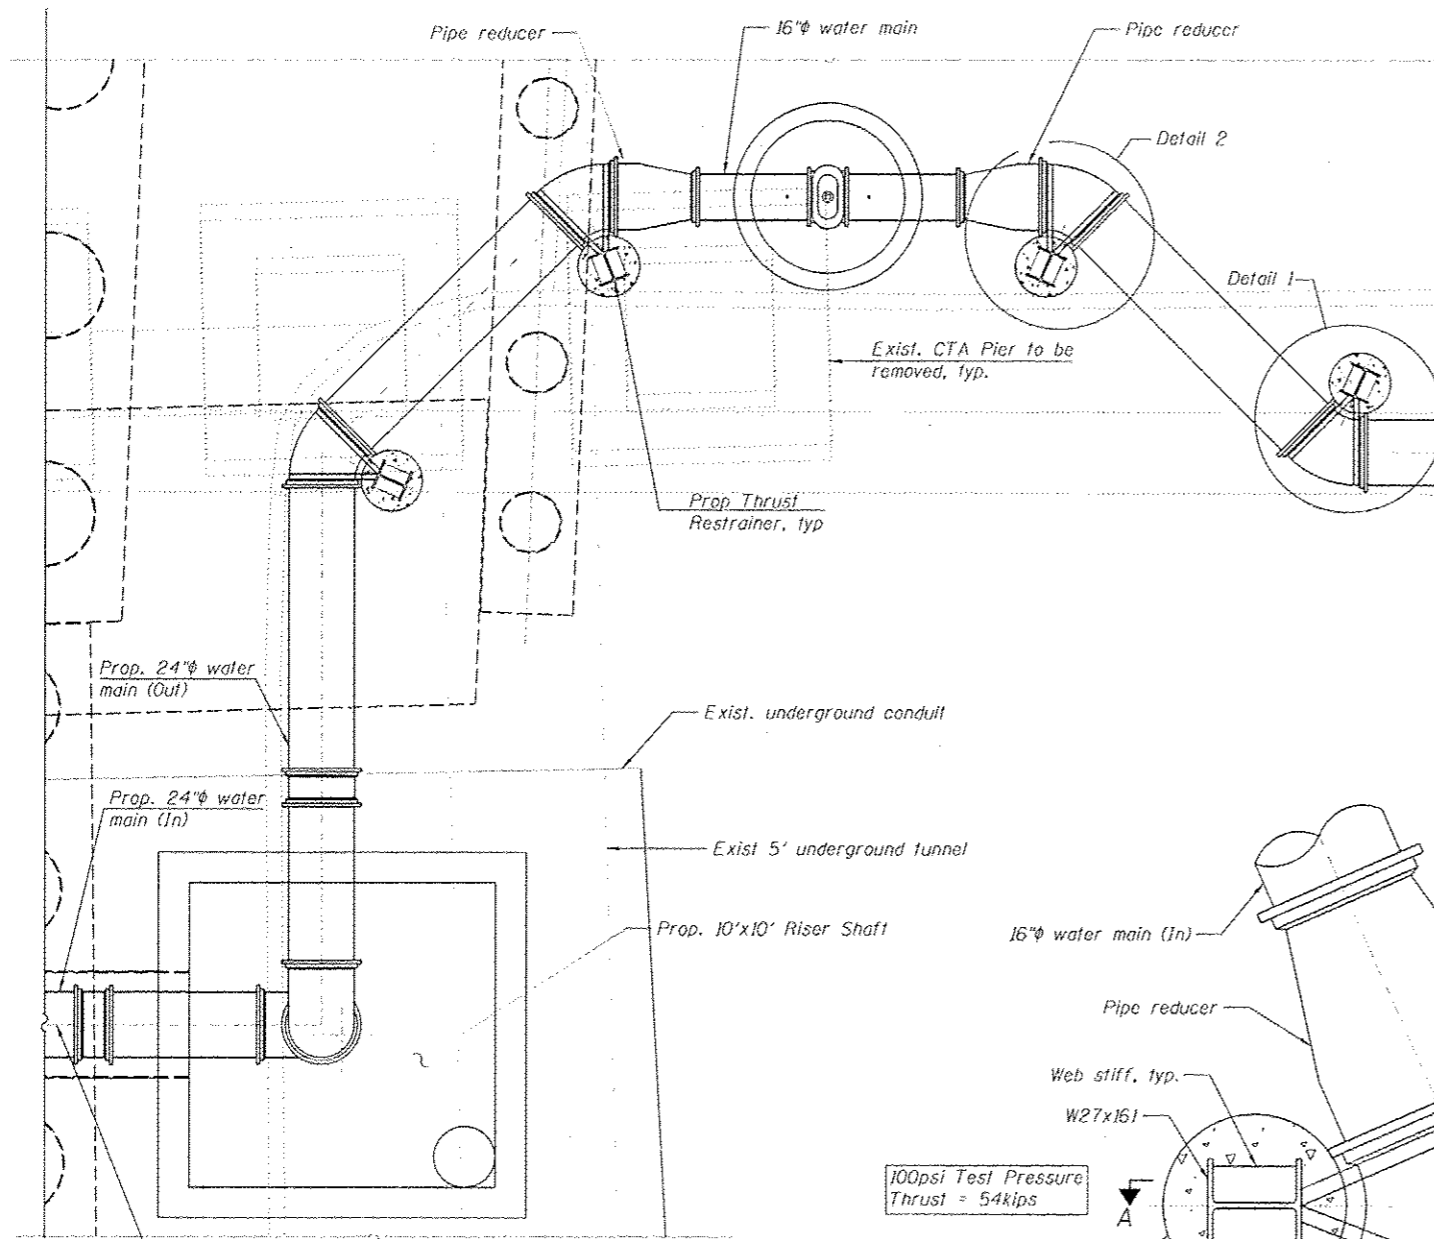 Pipe reducer
16"ϕ water main
Pipe reducer
Detail 2
Detail 1
Exist. CTA Pier to be
removed, typ.
Prop Thrust
Restrainer, typ
Prop. 24"ϕ water
main (Out)
Exist. underground conduit
Prop. 24"ϕ water
main (In)
Exist 5' underground tunnel
Prop. 10'x10' Riser Shaft
16"ϕ water main (In)
Pipe reducer
Web stiff, typ.
W27x161
100psi Test Pressure
Thrust = 54kips
A